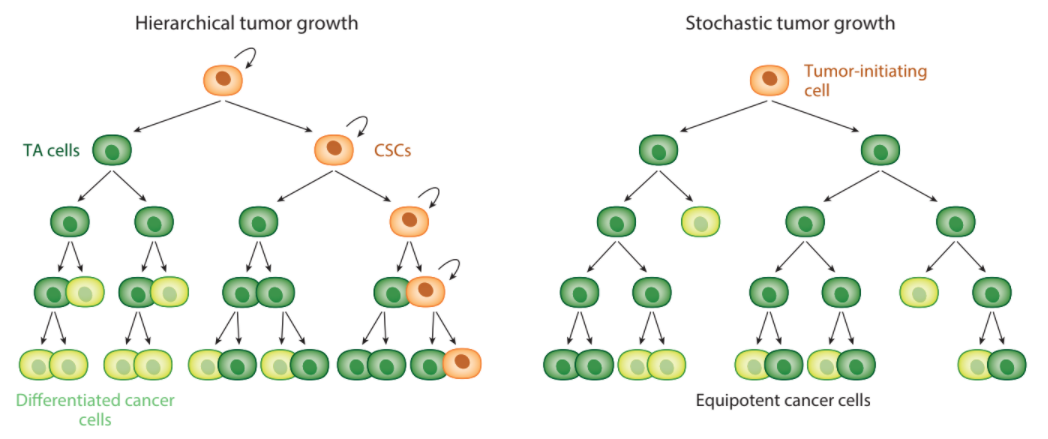 Hierarchical tumor growth
Stochastic tumor growth
Tumor-initiating
cell
TA cells
CSCs
Differentiated cancer
cells
Equipotent cancer cells